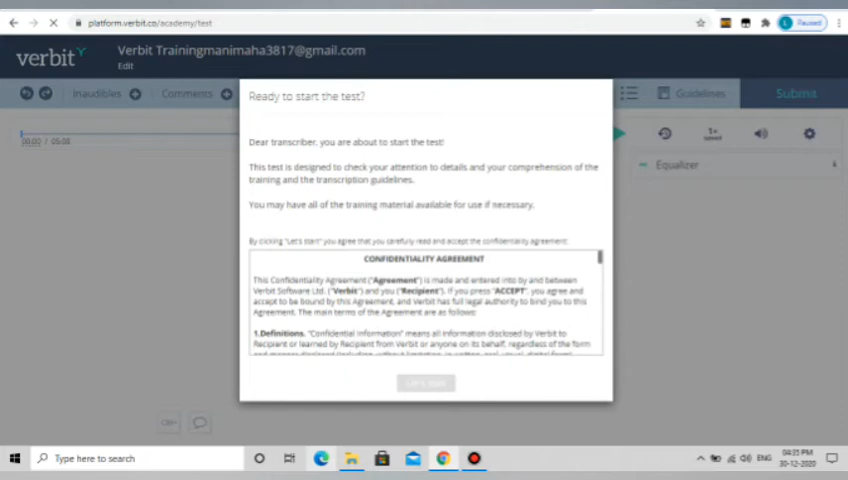 platform.verbit.co/academy/test
Paused
verbit
Verbit Trainingmanimaha3817@gmail.com
Edit
Inaudibles
Comments
Guidelines
Submit
00:00 / 05:08
1x
speed
Equalizer
Ready to start the test?
Dear transcriber, you are about to start the test!
This test is designed to check your attention to details and your comprehension of the
training and the transcription guidelines.
You may have all of the training material available for use if necessary.
By clicking "Let's start" you agree that you carefully read and accept the confidentiality agreement:
CONFIDENTIALITY AGREEMENT
This Confidentiality Agreement ("Agreement") is made and entered into by and between
Verbit Software Ltd. ("Verbit") and you ("Recipient"). If you press "ACCEPT", you agree and
accept to be bound by this Agreement, and Verbit has full legal authority to bind you to this
Agreement. The main terms of the Agreement are as follows:
1.Definitions. "Confidential Information" means all information disclosed by Verbit to
Recipient or learned by Recipient from Verbit or anyone on its behalf, regardless of the form
Let's start
Type here to search
ENG
04:35 PM
30-12-2020